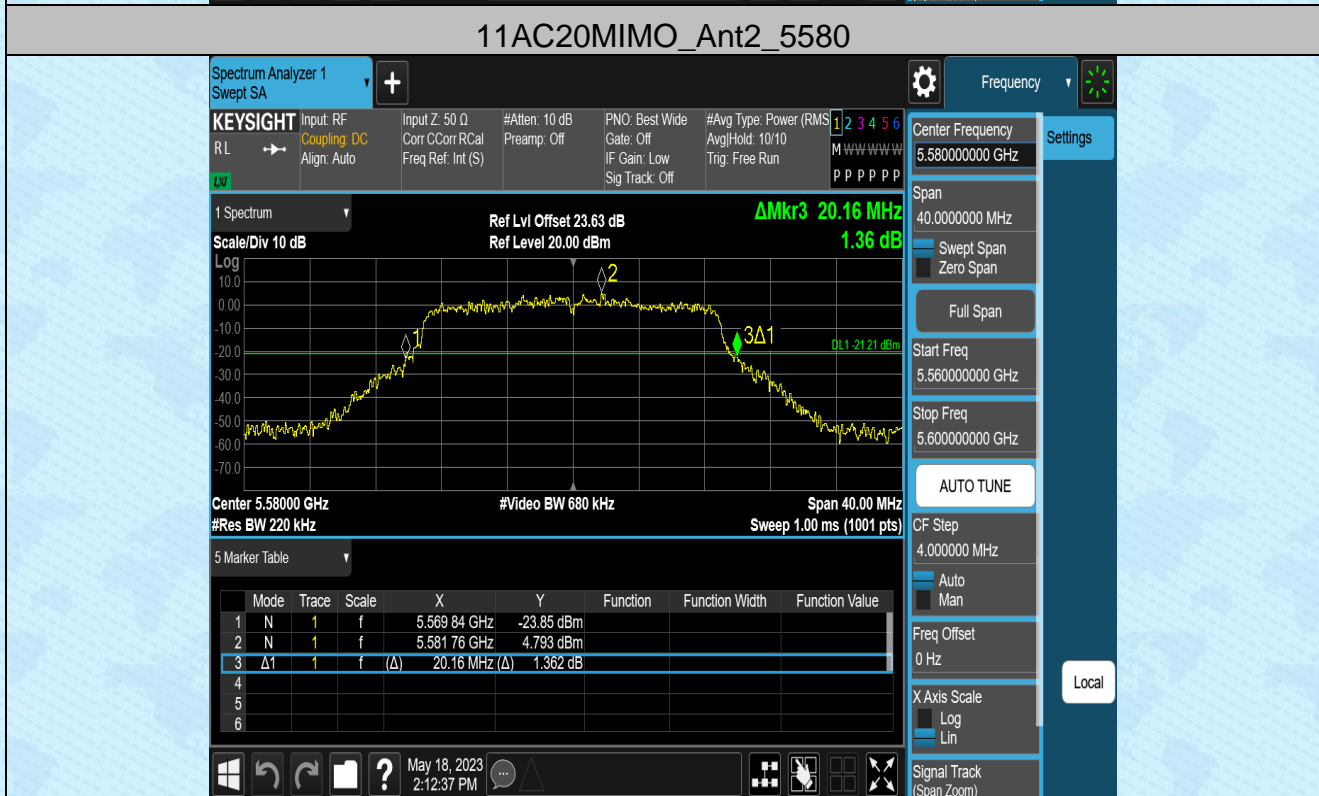 11AC20MIMO_Ant2_5580
Spectrum Analyzer 1
Swept SA
Frequency
KEYSIGHT
RL
LXI
Input: RF
Coupling: DC
Align: Auto
Input Z: 50 Ω
Corr CCorr RCal
Freq Ref: Int (S)
#Atten: 10 dB
Preamp: Off
PNO: Best Wide
Gate: Off
IF Gain: Low
Sig Track: Off
#Avg Type: Power (RMS
Avg|Hold: 10/10
Trig: Free Run
1 2 3 4 5 6
M W W W W W
P P P P P P
1 Spectrum
Scale/Div 10 dB
Ref Lvl Offset 23.63 dB
Ref Level 20.00 dBm
ΔMkr3 20.16 MHz
1.36 dB
Log
10.0
0.00
-10.0
-20.0
-30.0
-40.0
-50.0
-60.0
-70.0
1
2
3Δ1
DL1 -21.21 dBm
Center 5.58000 GHz
#Video BW 680 kHz
Span 40.00 MHz
#Res BW 220 kHz
Sweep 1.00 ms (1001 pts)
5 Marker Table
Mode Trace Scale X Y Function Function Width Function Value
1 N 1 f 5.569 84 GHz -23.85 dBm
2 N 1 f 5.581 76 GHz 4.793 dBm
3 Δ1 1 f (Δ) 20.16 MHz (Δ) 1.362 dB
4
5
6
May 18, 2023
2:12:37 PM
Center Frequency
5.580000000 GHz
Settings
Span
40.0000000 MHz
Swept Span
Zero Span
Full Span
Start Freq
5.560000000 GHz
Stop Freq
5.600000000 GHz
AUTO TUNE
CF Step
4.000000 MHz
Auto
Man
Freq Offset
0 Hz
X Axis Scale
Log
Lin
Local
Signal Track
(Span Zoom)